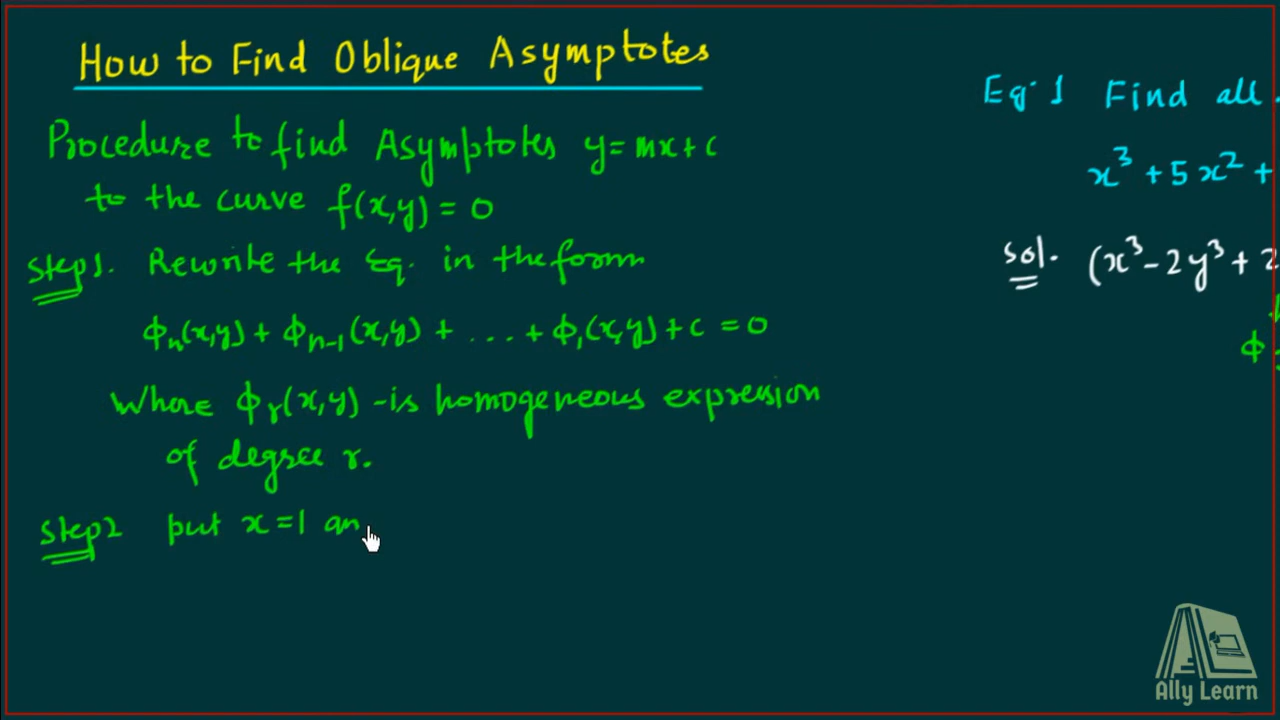 How to Find Oblique Asymptotes
Procedure to find Asymptotes y = mx + c
to the curve f(x,y) = 0
Step1. Rewrite the Eq. in the form
ϕₙ(x,y) + ϕₙ₋₁(x,y) + ... + ϕ₁(x,y) + c = 0
Where ϕᵣ(x,y) is homogeneous expression
of degree r.
Step2 put x = 1 an
Eg. 1 Find all
x³ + 5x² +
Sol. (x³ - 2y³ + 2
ϕ
Ally Learn